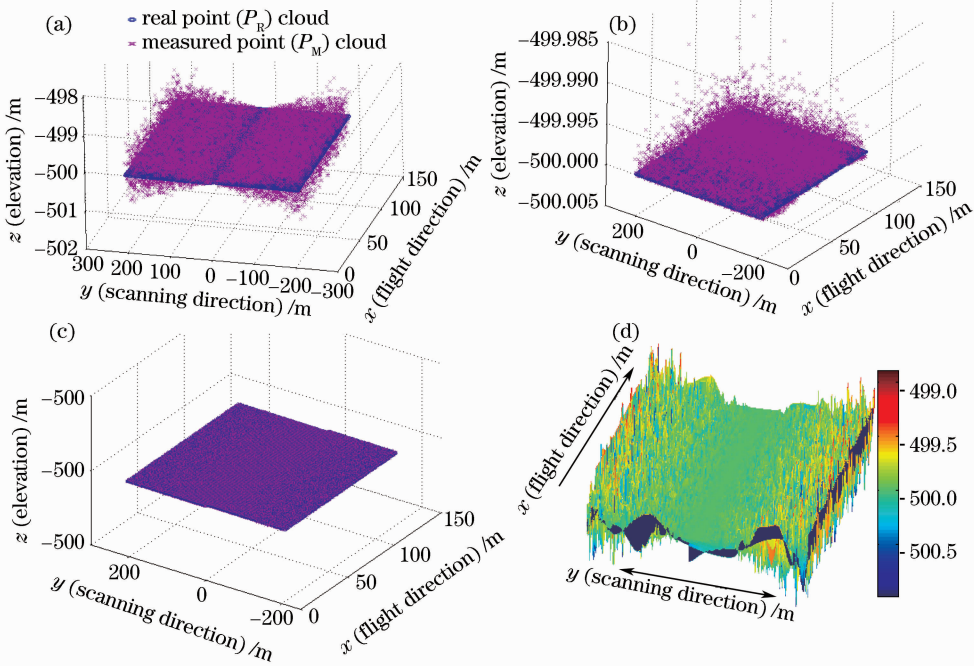 (a)
real point (P_R) cloud
measured point (P_M) cloud
−498
−499
−500
−501
−502
z (elevation) /m
300
200
100
0
−100
−200
−300
y (scanning direction) /m
0
50
100
150
x (flight direction) /m
(b)
−499.985
−499.990
−499.995
−500.000
−500.005
z (elevation) /m
200
0
−200
y (scanning direction) /m
0
50
100
150
x (flight direction) /m
(c)
−500
−500
−500
z (elevation) /m
200
0
−200
y (scanning direction) /m
0
50
100
150
x (flight direction) /m
(d)
x (flight direction) /m
y (scanning direction) /m
499.0
499.5
500.0
500.5